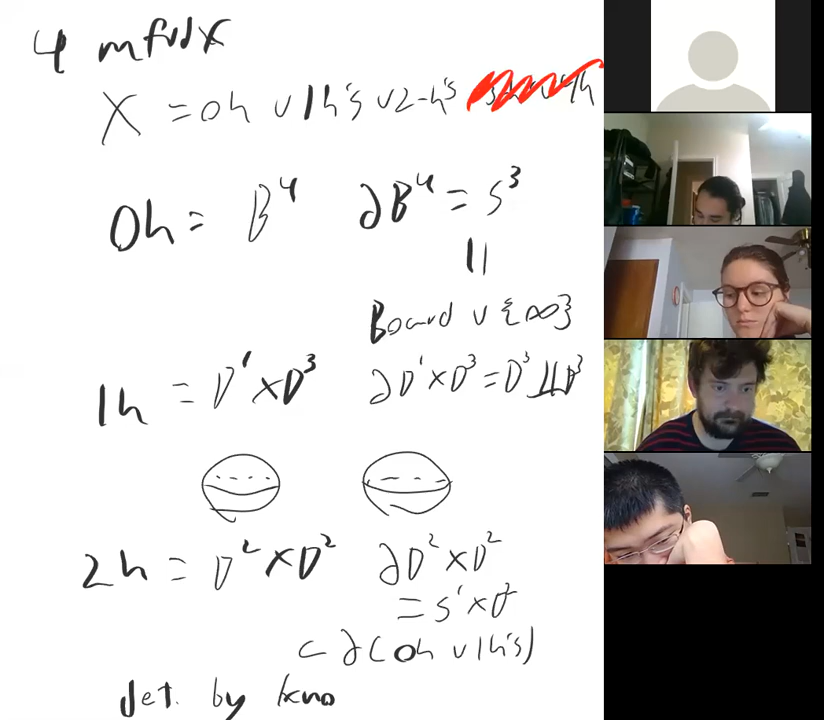 4 mfld X
X = 0h ∪ 1h's ∪ 2-h's
0h = B⁴ ∂B⁴ = S³
||
Board ∪ {∞}
1h = D¹ × D³ ∂D¹ × D³ = D³ ⊔ D³
2h = D² × D² ∂D² × D²
= S¹ × D²
⊂ ∂(0h ∪ 1h's)
det. by kno